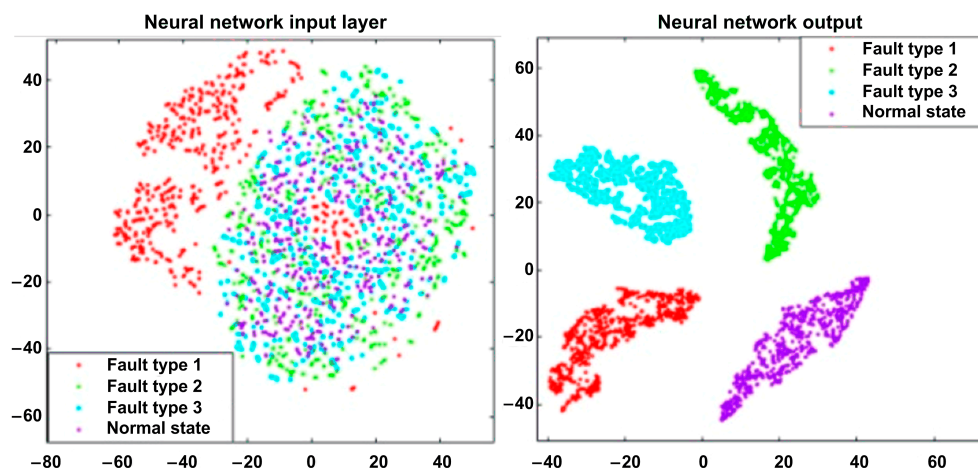 Neural network input layer
40
20
0
−20
−40
−60
Fault type 1
Fault type 2
Fault type 3
Normal state
−80 −60 −40 −20 0 20 40
Neural network output
60
40
20
0
−20
−40
Fault type 1
Fault type 2
Fault type 3
Normal state
−40 −20 0 20 40 60